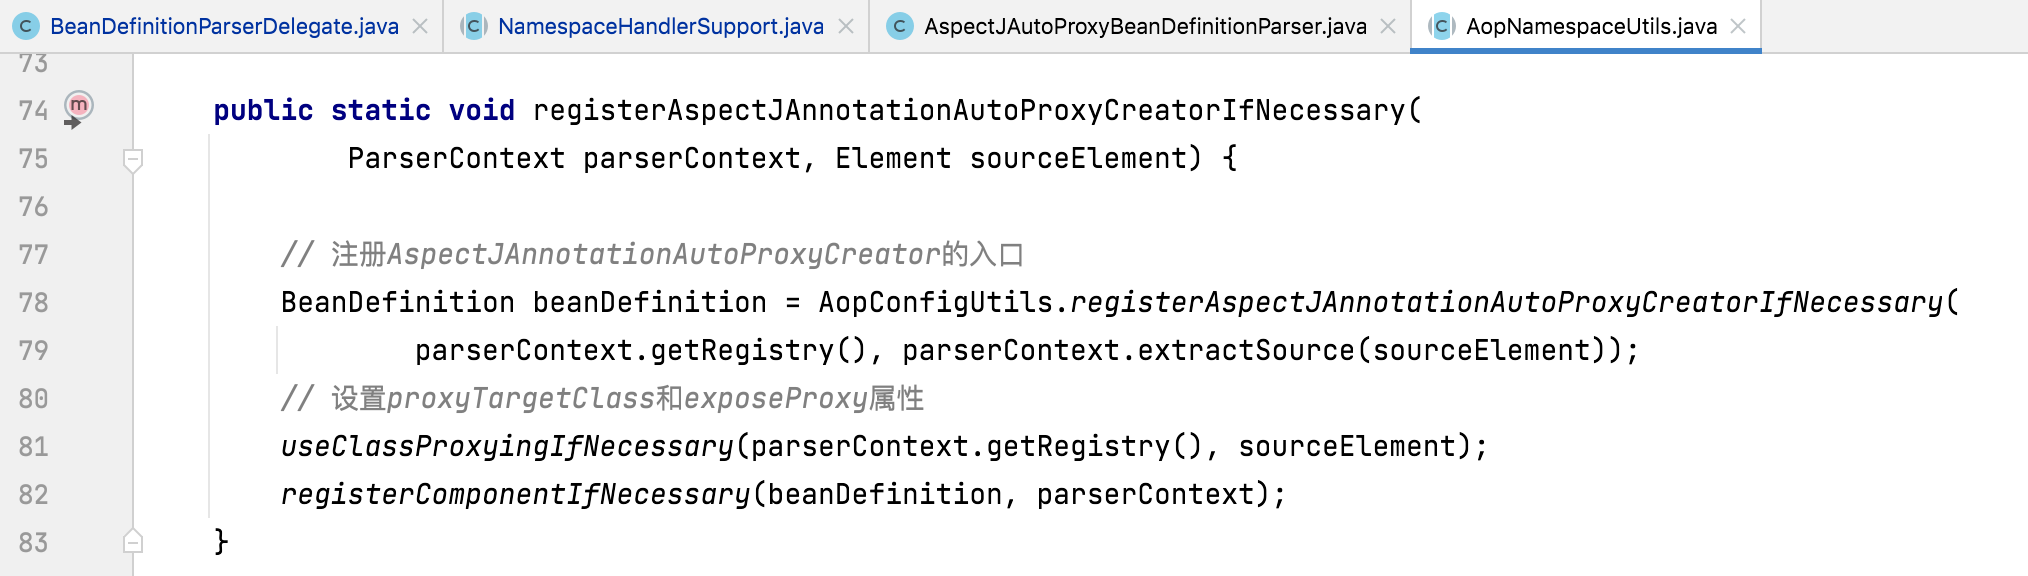 BeanDefinitionParserDelegate.java NamespaceHandlerSupport.java AspectJAutoProxyBeanDefinitionParser.java AopNamespaceUtils.java
73
74 public static void registerAspectJAnnotationAutoProxyCreatorIfNecessary(
75 ParserContext parserContext, Element sourceElement) {
76
77 // 注册AspectJAnnotationAutoProxyCreator的入口
78 BeanDefinition beanDefinition = AopConfigUtils.registerAspectJAnnotationAutoProxyCreatorIfNecessary(
79 parserContext.getRegistry(), parserContext.extractSource(sourceElement));
80 // 设置proxyTargetClass和exposeProxy属性
81 useClassProxyingIfNecessary(parserContext.getRegistry(), sourceElement);
82 registerComponentIfNecessary(beanDefinition, parserContext);
83 }